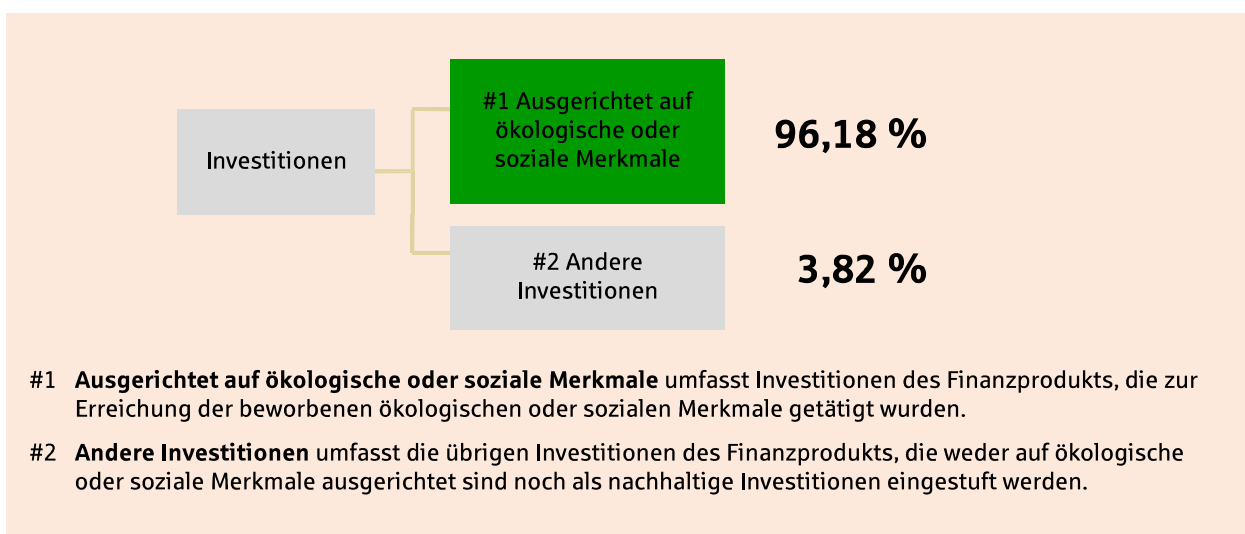 #1 Ausgerichtet auf
ökologische oder
soziale Merkmale
96,18 %
Investitionen
#2 Andere
Investitionen
3,82 %
#1 Ausgerichtet auf ökologische oder soziale Merkmale umfasst Investitionen des Finanzprodukts, die zur
Erreichung der beworbenen ökologischen oder sozialen Merkmale getätigt wurden.
#2 Andere Investitionen umfasst die übrigen Investitionen des Finanzprodukts, die weder auf ökologische
oder soziale Merkmale ausgerichtet sind noch als nachhaltige Investitionen eingestuft werden.